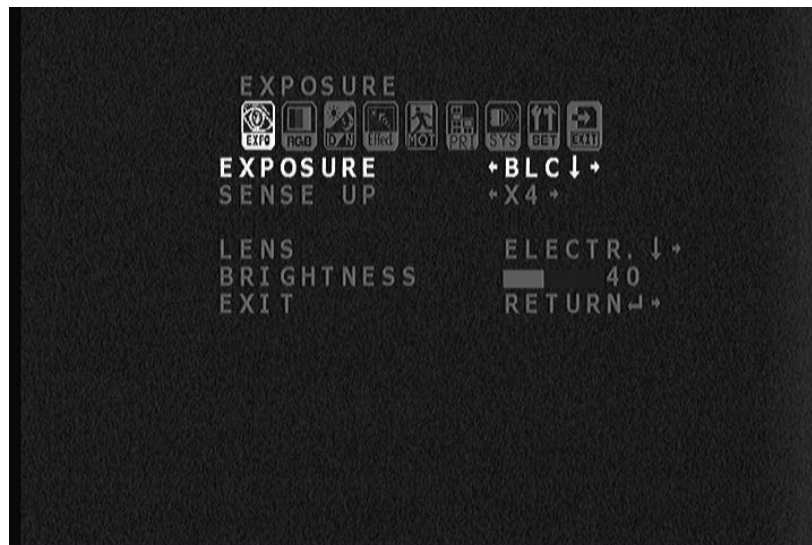 EXPOSURE
EXPO RGB D/N Effect MOT PRI SYS SET EXIT
EXPOSURE ←BLC↓→
SENSE UP ←X4→
LENS ELECTR.↓→
BRIGHTNESS 40
EXIT RETURN↵→